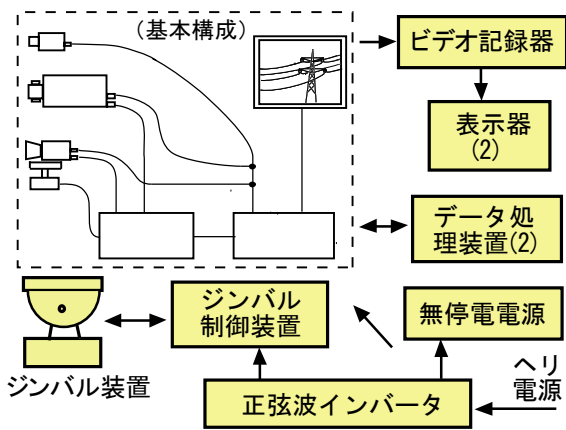 (基本構成)
ビデオ記録器
表示器
(2)
データ処
理装置(2)
ジンバル
制御装置
無停電電源
ジンバル装置
ヘリ
電源
正弦波インバータ